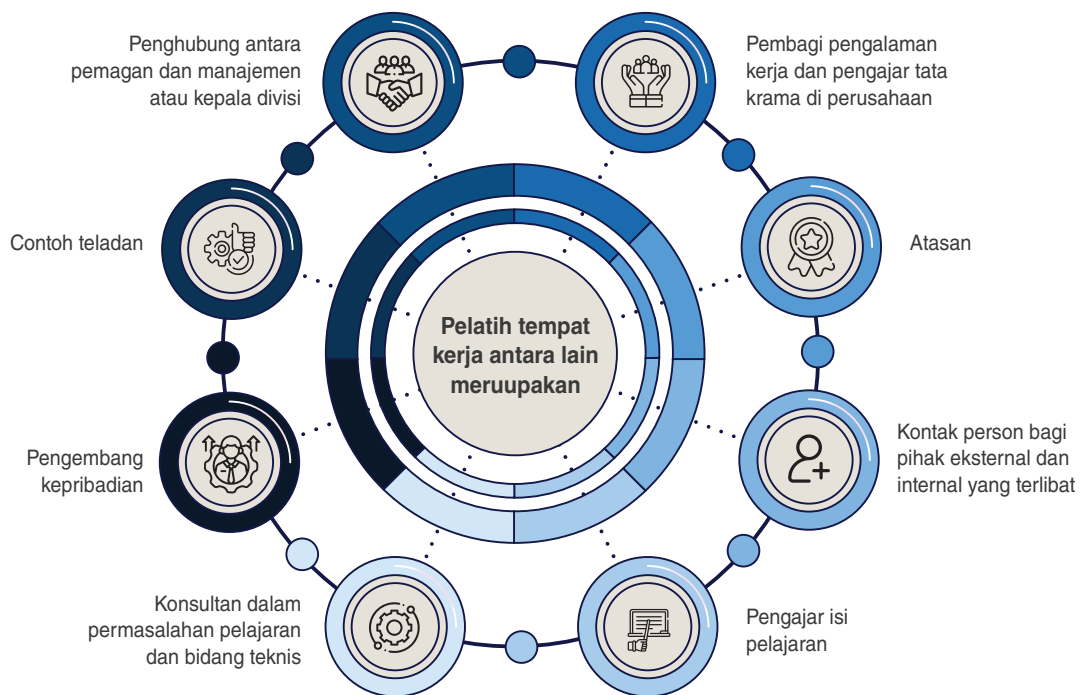 Penghubung antara
pemagan dan manajemen
atau kepala divisi
Pembagi pengalaman
kerja dan pengajar tata
krama di perusahaan
Contoh teladan
Atasan
Pelatih tempat
kerja antara lain
meruupakan
Pengembang
kepribadian
Kontak person bagi
pihak eksternal dan
internal yang terlibat
Konsultan dalam
permasalahan pelajaran
dan bidang teknis
Pengajar isi
pelajaran